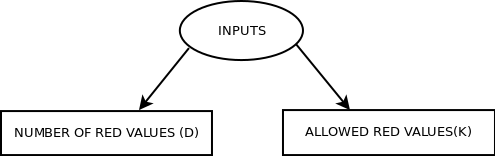 INPUTS
NUMBER OF RED VALUES (D)
ALLOWED RED VALUES(K)